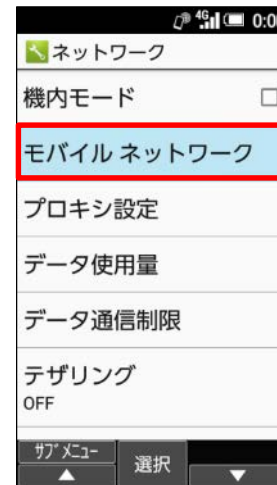 4G 0:0
ネットワーク
機内モード
モバイル ネットワーク
プロキシ設定
データ使用量
データ通信制限
テザリング
OFF
ｻﾌﾞﾒﾆｭｰ
選択